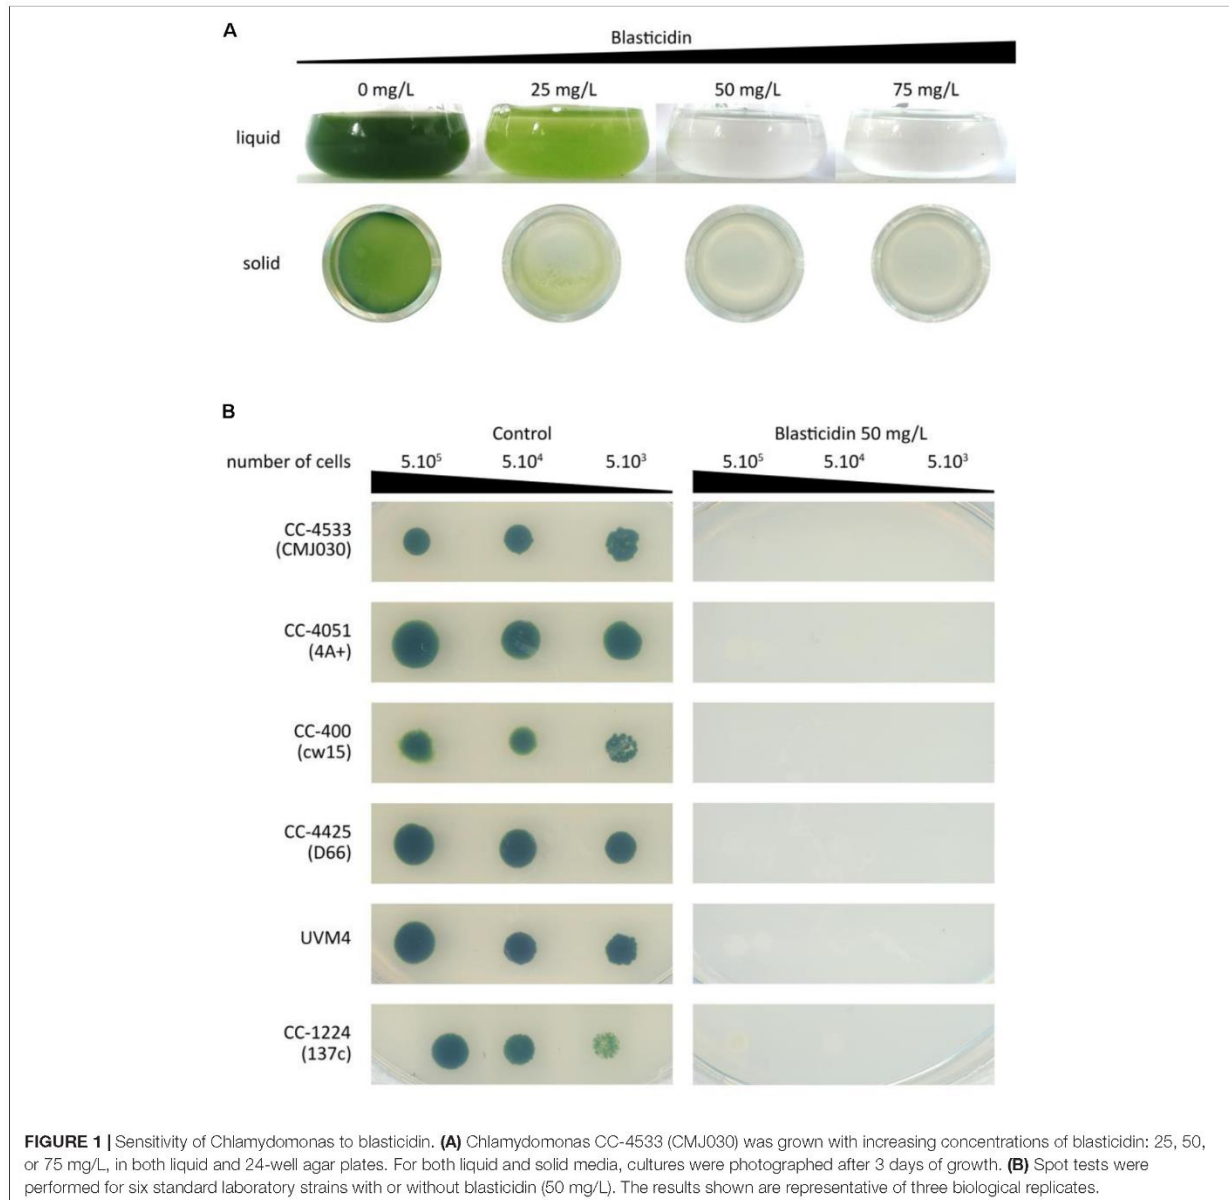 A
Blasticidin
0 mg/L 25 mg/L 50 mg/L 75 mg/L
liquid
solid
B
Control Blasticidin 50 mg/L
number of cells 5.10⁵ 5.10⁴ 5.10³ 5.10⁵ 5.10⁴ 5.10³
CC-4533
(CMJ030)
CC-4051
(4A+)
CC-400
(cw15)
CC-4425
(D66)
UVM4
CC-1224
(137c)
FIGURE 1 | Sensitivity of Chlamydomonas to blasticidin. (A) Chlamydomonas CC-4533 (CMJ030) was grown with increasing concentrations of blasticidin: 25, 50,
or 75 mg/L, in both liquid and 24-well agar plates. For both liquid and solid media, cultures were photographed after 3 days of growth. (B) Spot tests were
performed for six standard laboratory strains with or without blasticidin (50 mg/L). The results shown are representative of three biological replicates.